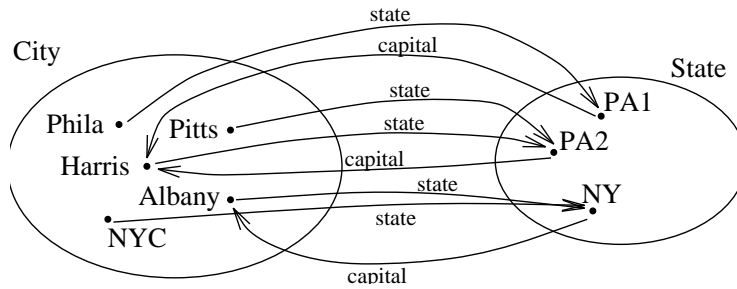 state
City
capital
State
Phila
Pitts
state
PA1
state
PA2
Harris
capital
Albany
state
NY
NYC
state
capital